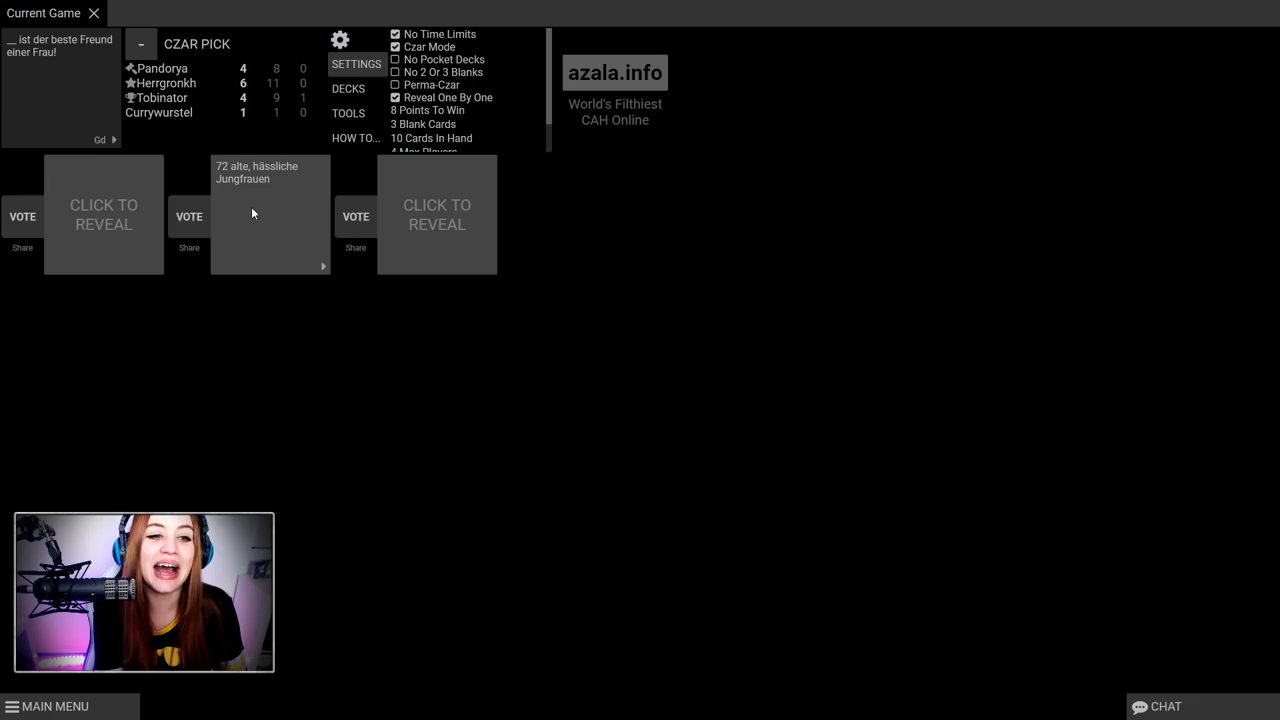 Current Game
__ ist der beste Freund
einer Frau!
Gd
-
CZAR PICK
Pandorya 4 8 0
Herrgronkh 6 11 0
Tobinator 4 9 1
Currywurstel 1 1 0
SETTINGS
DECKS
TOOLS
HOW TO...
No Time Limits
Czar Mode
No Pocket Decks
No 2 Or 3 Blanks
Perma-Czar
Reveal One By One
8 Points To Win
3 Blank Cards
10 Cards In Hand
4 Max Players
azala.info
World's Filthiest
CAH Online
VOTE
Share
CLICK TO
REVEAL
VOTE
Share
72 alte, hässliche
Jungfrauen
VOTE
Share
CLICK TO
REVEAL
MAIN MENU
CHAT